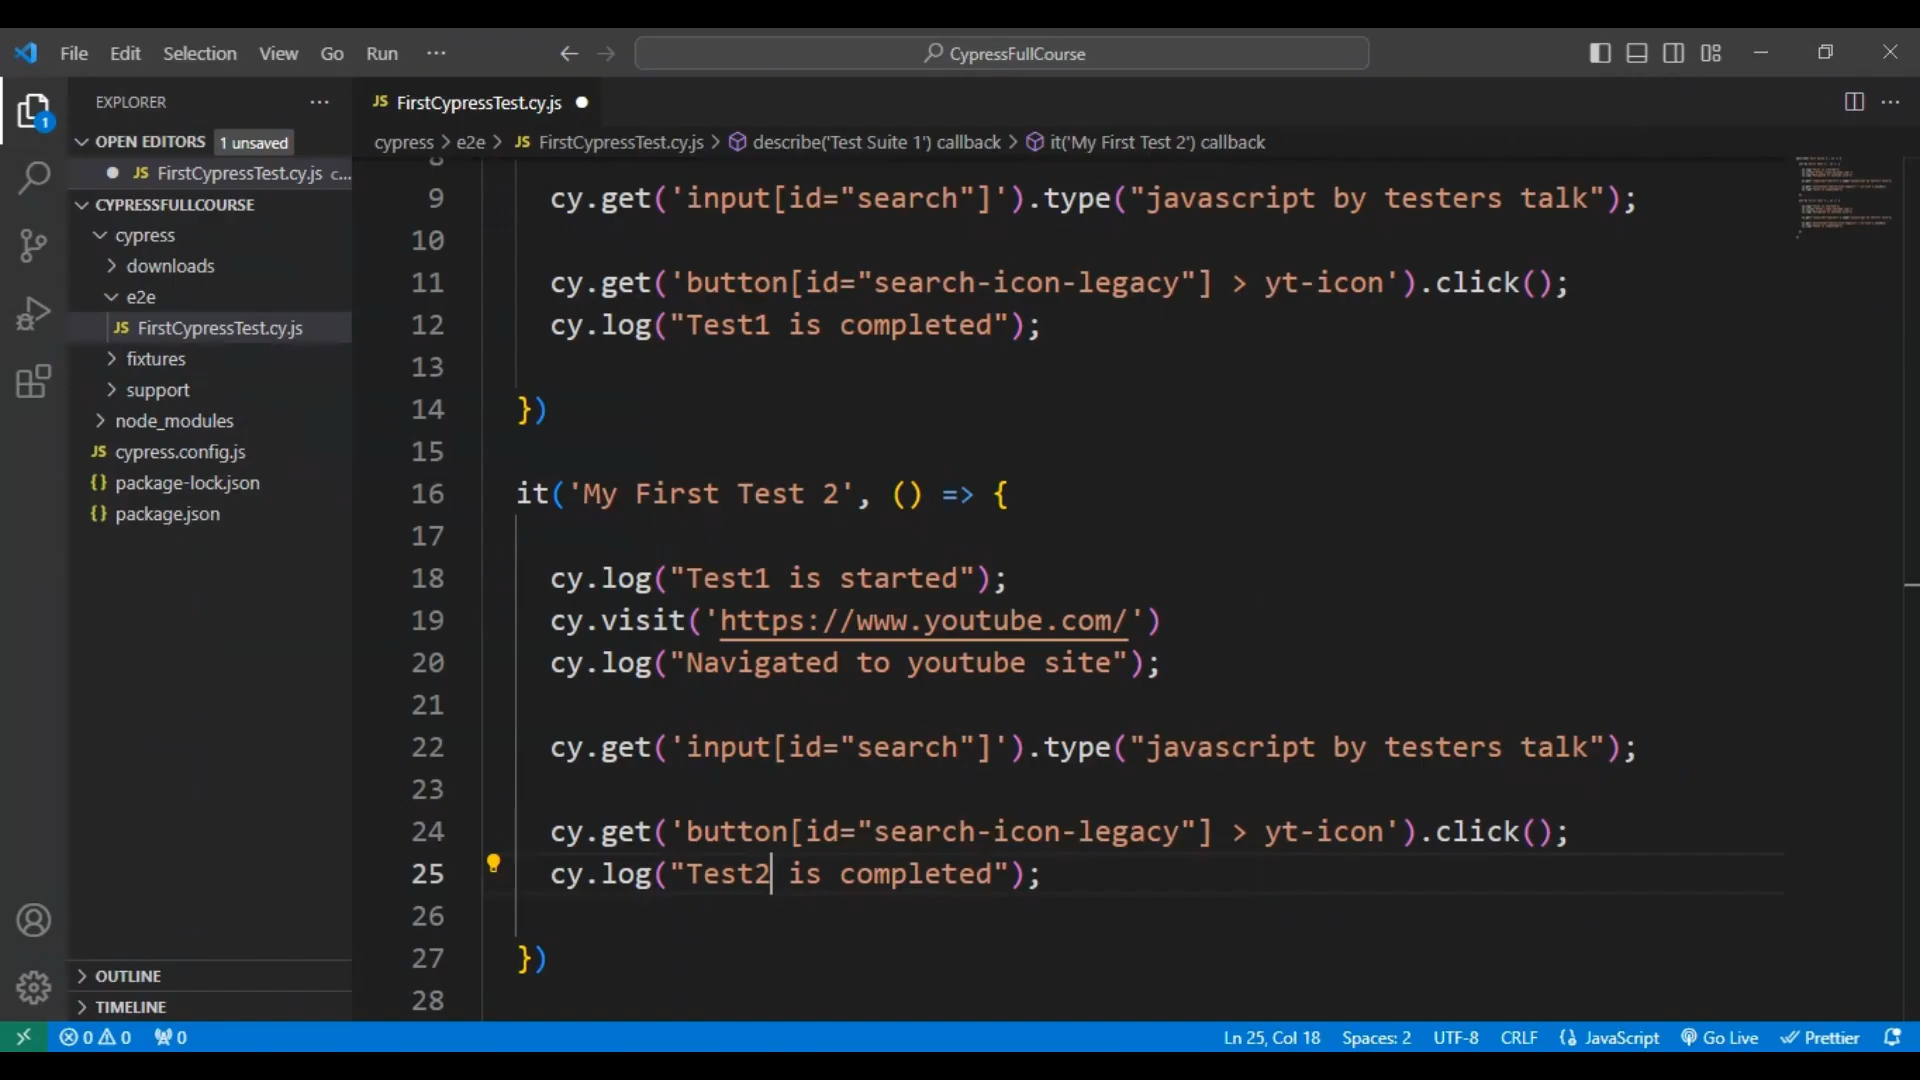 File Edit Selection View Go Run ··· CypressFullCourse
EXPLORER ···
OPEN EDITORS 1 unsaved
JS FirstCypressTest.cy.js c...
CYPRESSFULLCOURSE
cypress
downloads
e2e
JS FirstCypressTest.cy.js
fixtures
support
node_modules
JS cypress.config.js
{} package-lock.json
{} package.json
OUTLINE
TIMELINE
1
JS FirstCypressTest.cy.js
cypress > e2e > JS FirstCypressTest.cy.js > describe('Test Suite 1') callback > it('My First Test 2') callback
8
9 cy.get('input[id="search"]').type("javascript by testers talk");
10
11 cy.get('button[id="search-icon-legacy"] > yt-icon').click();
12 cy.log("Test1 is completed");
13
14 })
15
16 it('My First Test 2', () => {
17
18 cy.log("Test1 is started");
19 cy.visit('https://www.youtube.com/')
20 cy.log("Navigated to youtube site");
21
22 cy.get('input[id="search"]').type("javascript by testers talk");
23
24 cy.get('button[id="search-icon-legacy"] > yt-icon').click();
25 cy.log("Test2 is completed");
26
27 })
28
0 0 0 Ln 25, Col 18 Spaces: 2 UTF-8 CRLF {} JavaScript Go Live Prettier